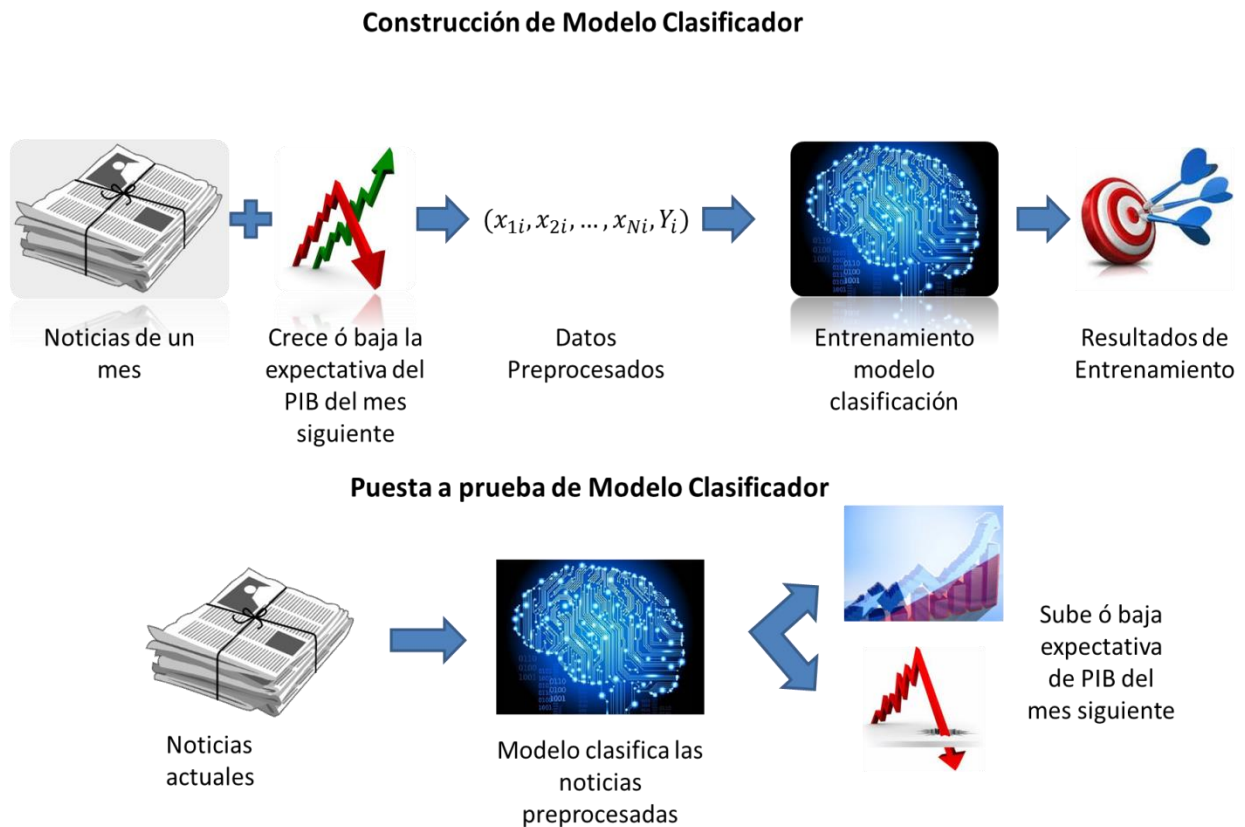 Construcción de Modelo Clasificador
(x₁ᵢ, x₂ᵢ, ..., x_Nᵢ, Yᵢ)
Noticias de un
mes
Crece ó baja la
expectativa del
PIB del mes
siguiente
Datos
Preprocesados
Entrenamiento
modelo
clasificación
Resultados de
Entrenamiento
Puesta a prueba de Modelo Clasificador
Noticias
actuales
Modelo clasifica las
noticias
preprocesadas
Sube ó baja
expectativa
de PIB del
mes siguiente